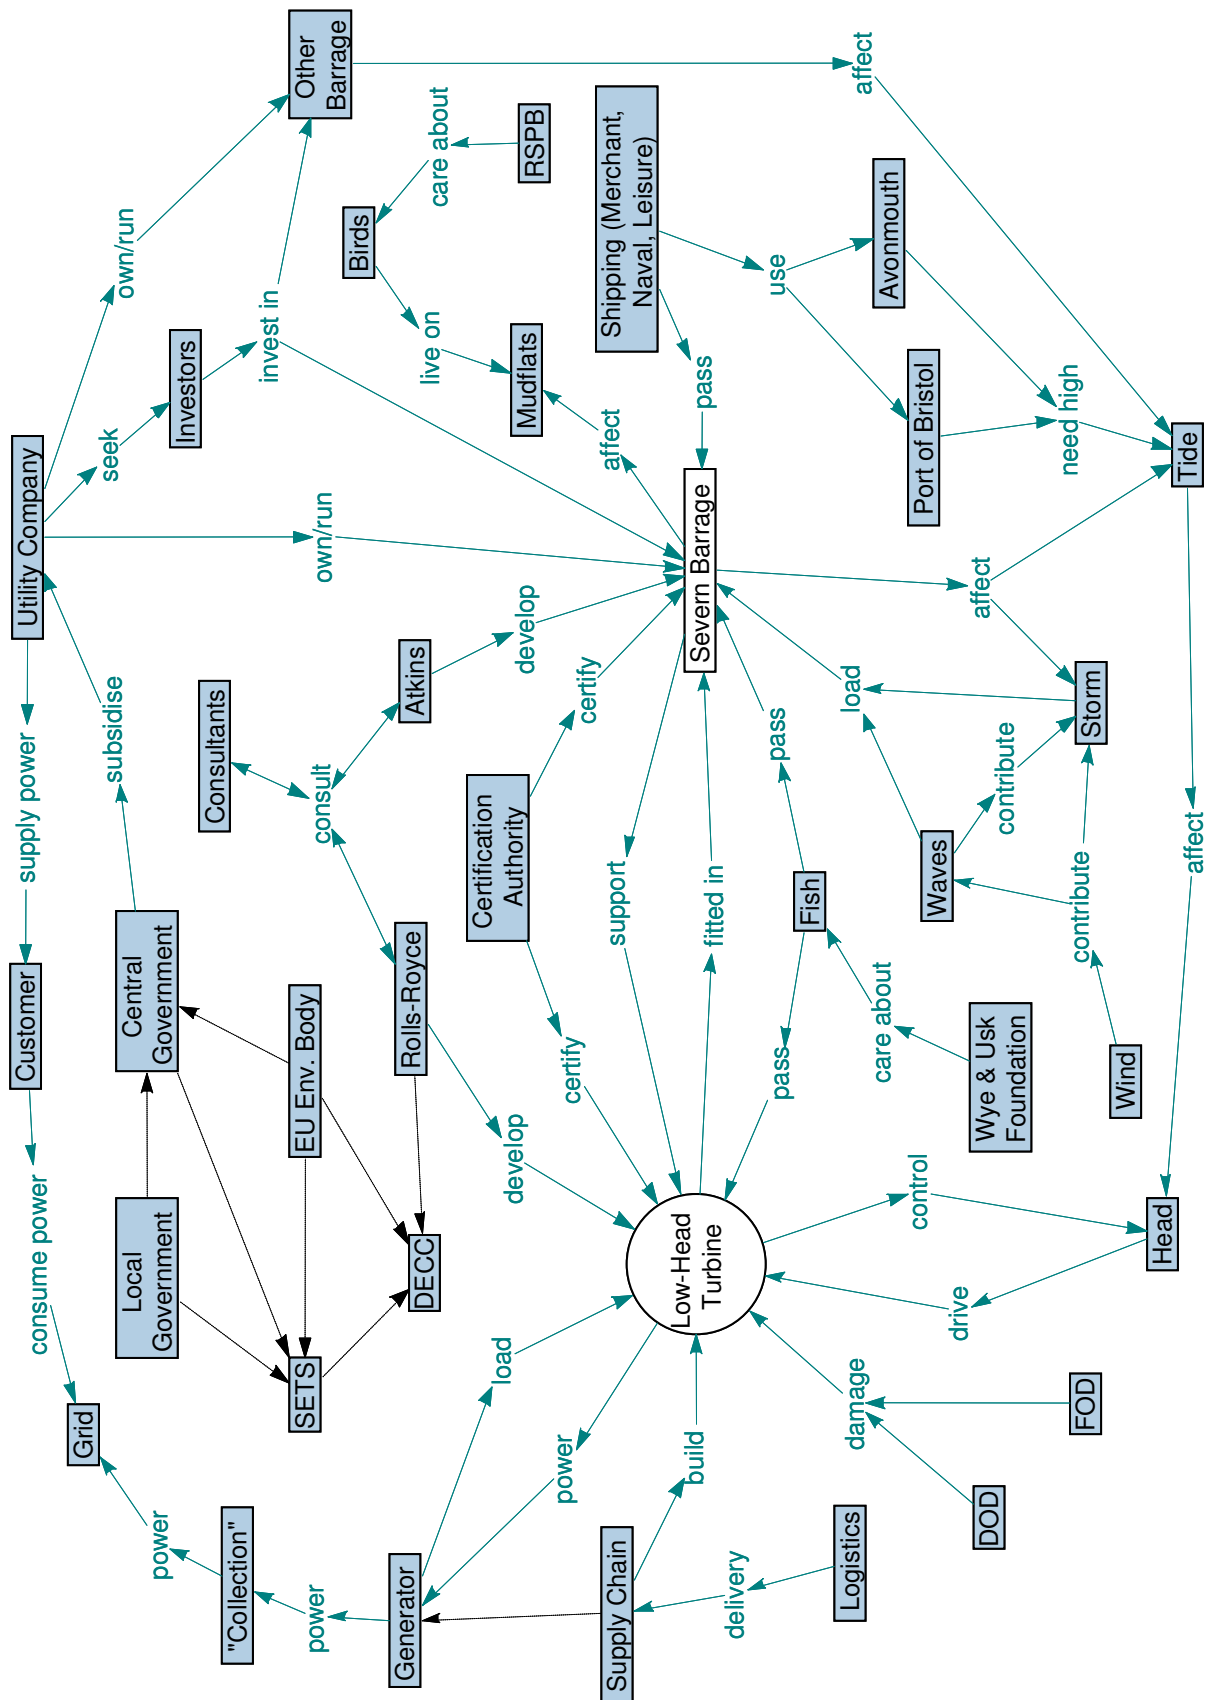 Utility Company
Other
Barrage
own/run
seek
Investors
invest in
own/run
affect
Birds
care about
RSPB
live on
Mudflats
affect
Shipping (Merchant,
Naval, Leisure)
pass
use
Avonmouth
Port of Bristol
need high
Tide
Severn Barrage
affect
Storm
load
Waves
contribute
contribute
Wind
affect
Customer
supply power
subsidise
Central
Government
Consultants
consult
Atkins
develop
Certification
Authority
certify
certify
support
fitted in
pass
Fish
pass
care about
Wye & Usk
Foundation
Rolls-Royce
develop
EU Env. Body
Local
Government
SETS
DECC
consume power
Grid
power
"Collection"
power
Generator
load
power
Low-Head
Turbine
build
Supply Chain
delivery
Logistics
damage
DOD
FOD
drive
control
Head